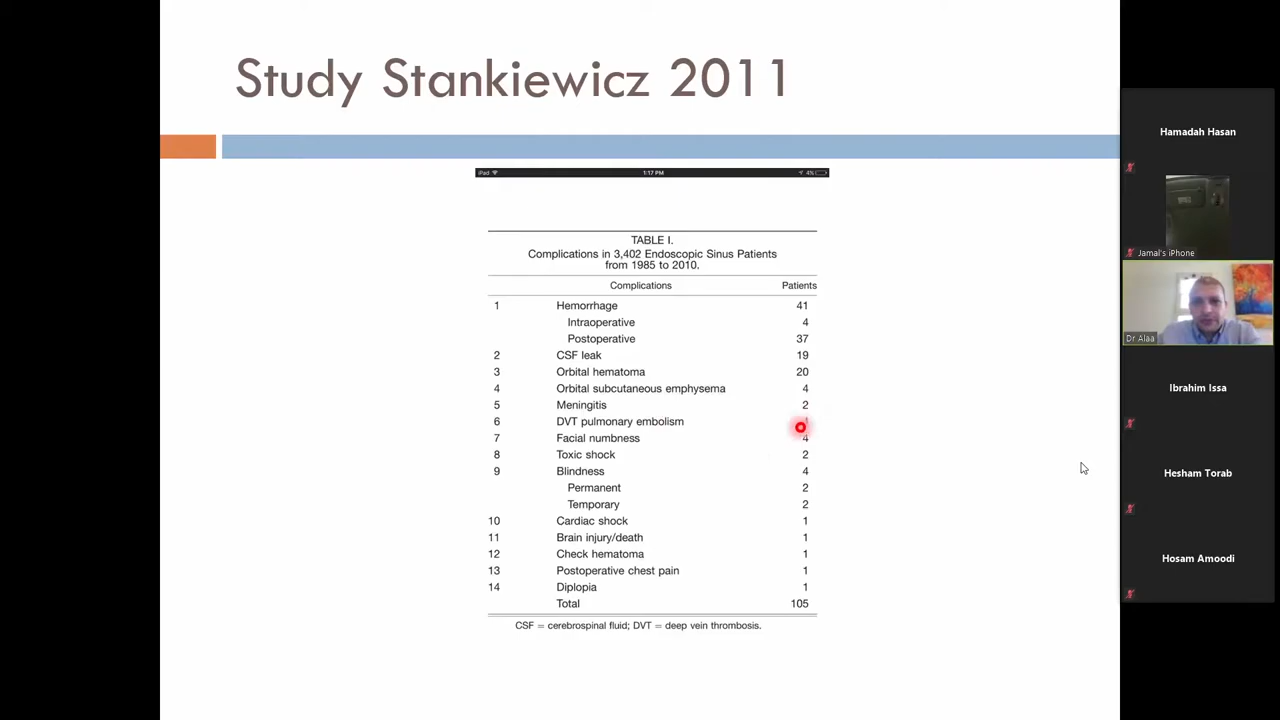 Study Stankiewicz 2011
iPad 1:17 PM 4%
TABLE I.
Complications in 3,402 Endoscopic Sinus Patients
from 1985 to 2010.
Complications Patients
1 Hemorrhage 41
Intraoperative 4
Postoperative 37
2 CSF leak 19
3 Orbital hematoma 20
4 Orbital subcutaneous emphysema 4
5 Meningitis 2
6 DVT pulmonary embolism
7 Facial numbness 4
8 Toxic shock 2
9 Blindness 4
Permanent 2
Temporary 2
10 Cardiac shock 1
11 Brain injury/death 1
12 Check hematoma 1
13 Postoperative chest pain 1
14 Diplopia 1
Total 105
CSF = cerebrospinal fluid; DVT = deep vein thrombosis.
Hamadah Hasan
Jamal's iPhone
Dr Alaa
Ibrahim Issa
Hesham Torab
Hosam Amoodi